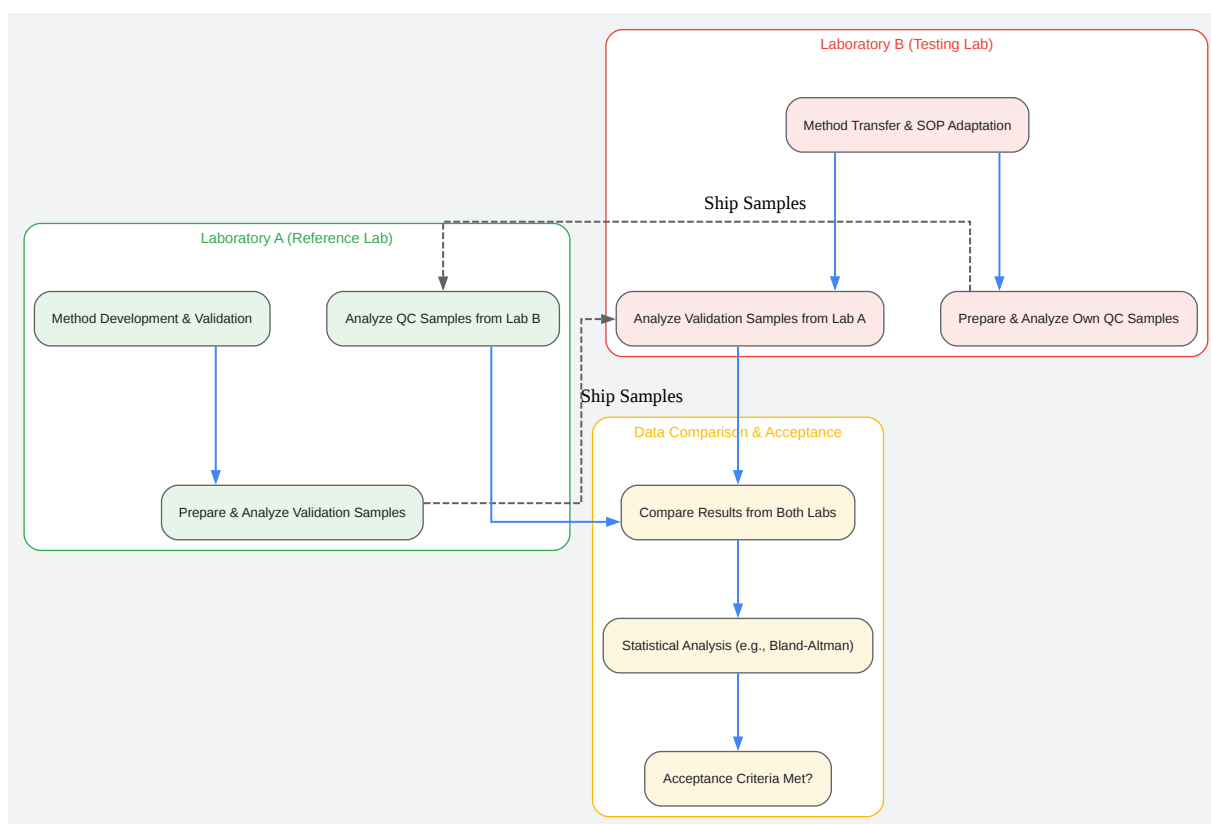 Laboratory B (Testing Lab)
Method Transfer & SOP Adaptation
Ship Samples
Laboratory A (Reference Lab)
Method Development & Validation
Analyze QC Samples from Lab B
Analyze Validation Samples from Lab A
Prepare & Analyze Own QC Samples
Ship Samples
Data Comparison & Acceptance
Prepare & Analyze Validation Samples
Compare Results from Both Labs
Statistical Analysis (e.g., Bland-Altman)
Acceptance Criteria Met?